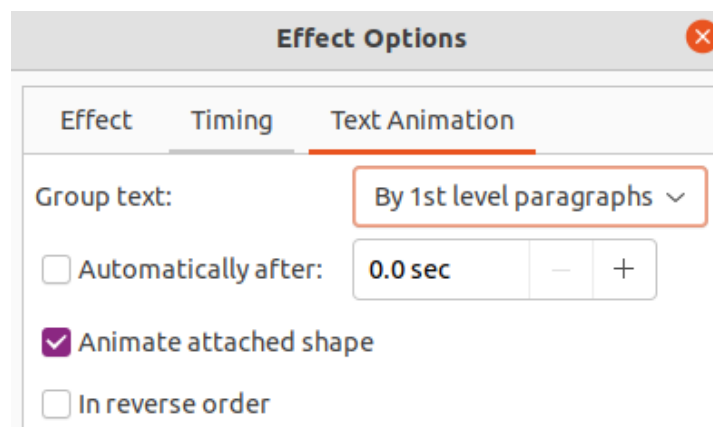 Effect Options
Effect Timing Text Animation
Group text: By 1st level paragraphs
Automatically after: 0.0 sec
Animate attached shape
In reverse order